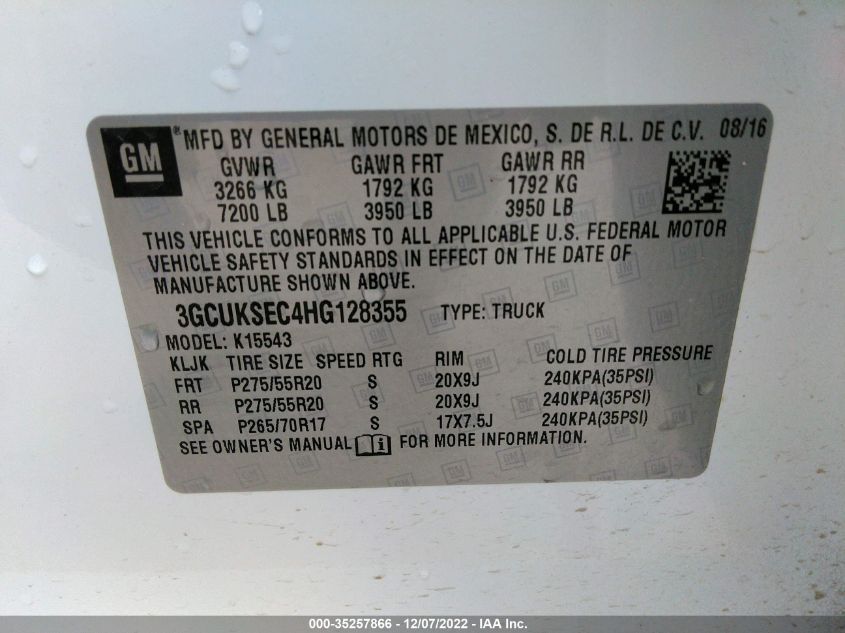 GM ® MFD BY GENERAL MOTORS DE MEXICO, S. DE R.L. DE C.V. 08/16
GVWR GAWR FRT GAWR RR
3266 KG 1792 KG 1792 KG
7200 LB 3950 LB 3950 LB
THIS VEHICLE CONFORMS TO ALL APPLICABLE U.S. FEDERAL MOTOR
VEHICLE SAFETY STANDARDS IN EFFECT ON THE DATE OF
MANUFACTURE SHOWN ABOVE.
3GCUKSEC4HG128355 TYPE: TRUCK
MODEL: K15543
KLJK TIRE SIZE SPEED RTG RIM COLD TIRE PRESSURE
FRT P275/55R20 S 20X9J 240KPA(35PSI)
RR P275/55R20 S 20X9J 240KPA(35PSI)
SPA P265/70R17 S 17X7.5J 240KPA(35PSI)
SEE OWNER'S MANUAL FOR MORE INFORMATION.
000-35257866 - 12/07/2022 - IAA Inc.